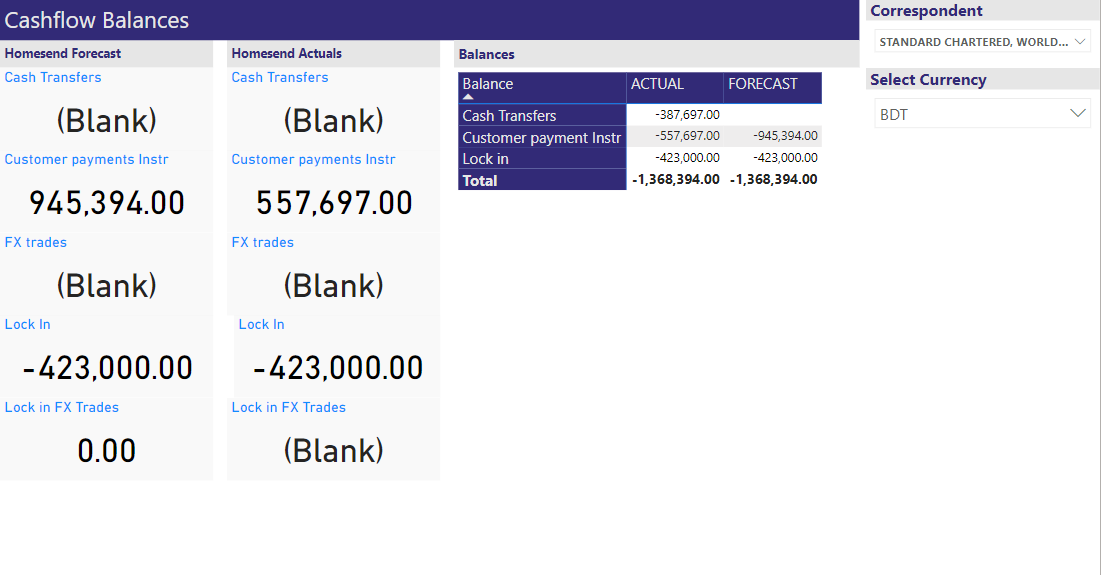 Cashflow Balances
Homesend Forecast
Cash Transfers
(Blank)
Customer payments Instr
945,394.00
FX trades
(Blank)
Lock In
-423,000.00
Lock in FX Trades
0.00
Homesend Actuals
Cash Transfers
(Blank)
Customer payments Instr
557,697.00
FX trades
(Blank)
Lock In
-423,000.00
Lock in FX Trades
(Blank)
Balances
Balance ACTUAL FORECAST
Cash Transfers -387,697.00
Customer payment Instr -557,697.00 -945,394.00
Lock in -423,000.00 -423,000.00
Total -1,368,394.00 -1,368,394.00
Correspondent
STANDARD CHARTERED, WORLD...
Select Currency
BDT